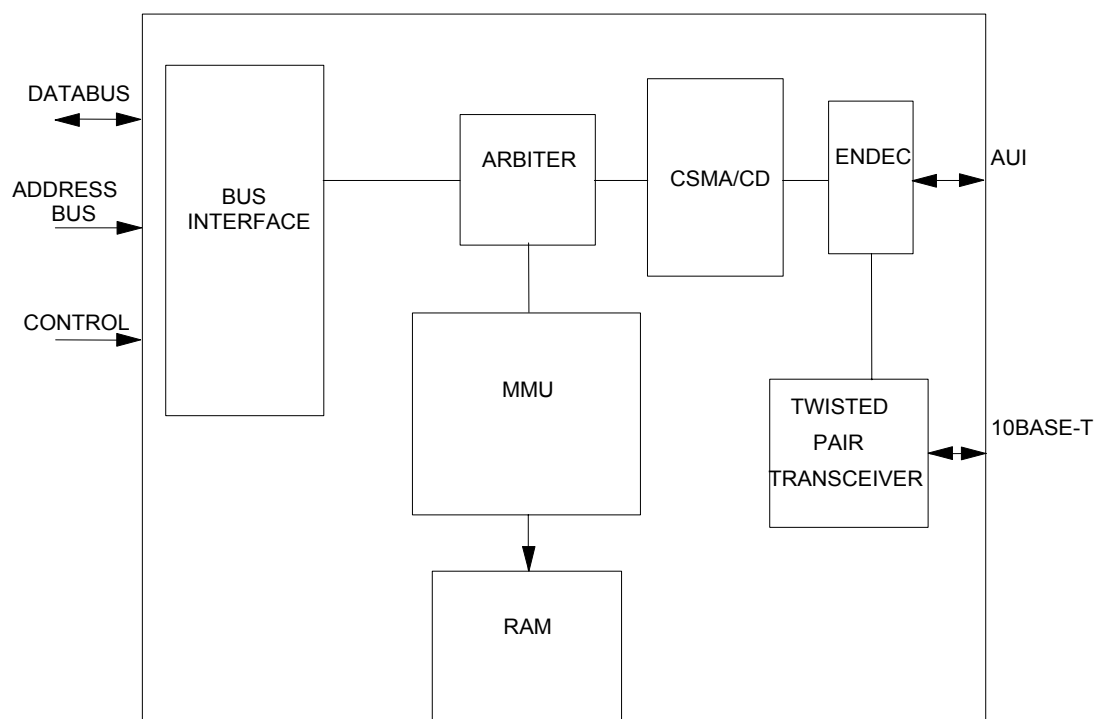 DATABUS
ADDRESS
BUS
CONTROL
BUS
INTERFACE
ARBITER
CSMA/CD
ENDEC
AUI
MMU
TWISTED
PAIR
TRANSCEIVER
10BASE-T
RAM